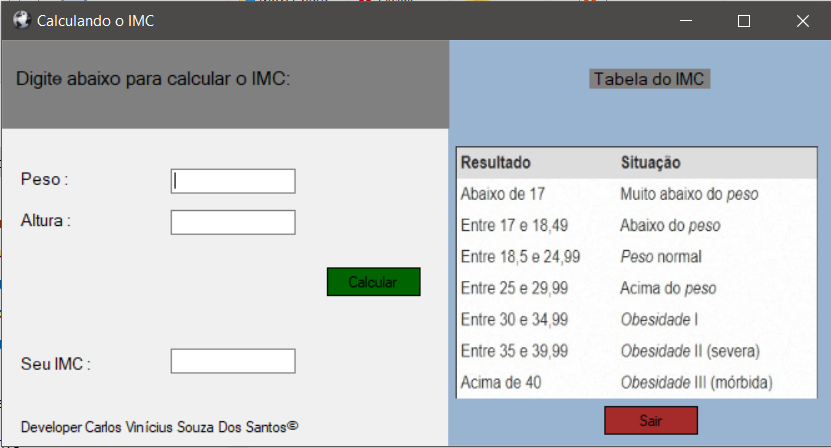 Calculando o IMC
Digite abaixo para calcular o IMC:
Peso :
Altura :
Calcular
Seu IMC :
Developer Carlos Vinícius Souza Dos Santos®
Tabela do IMC
Resultado Situação
Abaixo de 17 Muito abaixo do peso
Entre 17 e 18,49 Abaixo do peso
Entre 18,5 e 24,99 Peso normal
Entre 25 e 29,99 Acima do peso
Entre 30 e 34,99 Obesidade I
Entre 35 e 39,99 Obesidade II (severa)
Acima de 40 Obesidade III (mórbida)
Sair